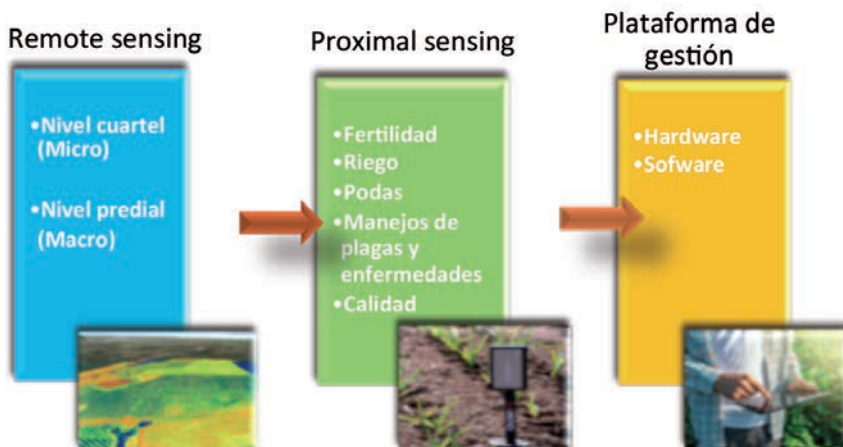 Remote sensing
•Nivel cuartel
(Micro)
•Nivel predial
(Macro)
Proximal sensing
•Fertilidad
•Riego
•Podas
•Manejos de
plagas y
enfermedades
•Calidad
Plataforma de
gestión
•Hardware
•Sofware